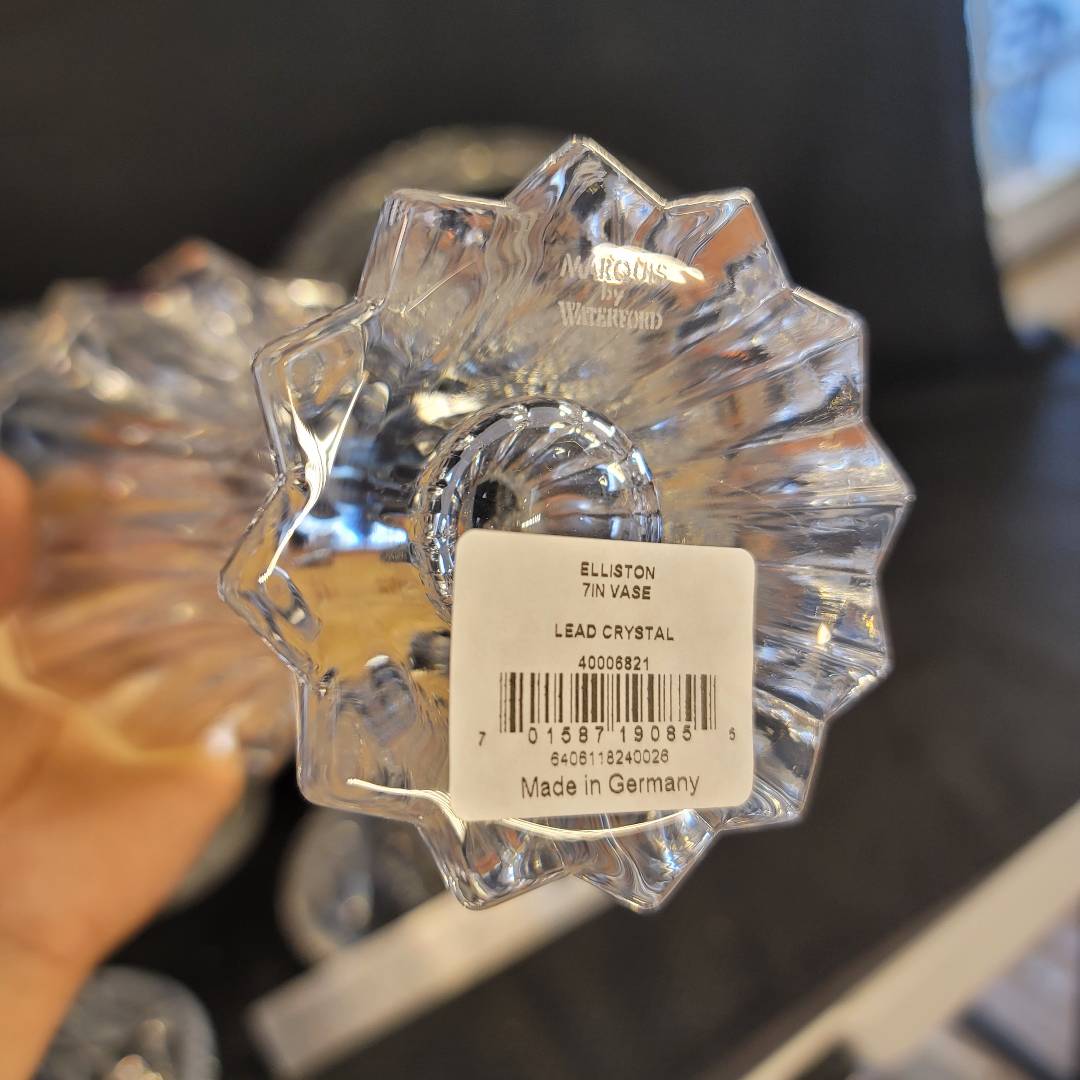 MARQUIS
BY
WATERFORD
ELLISTON
7IN VASE
LEAD CRYSTAL
40006821
7 01587 19085 5
6406118240026
Made in Germany